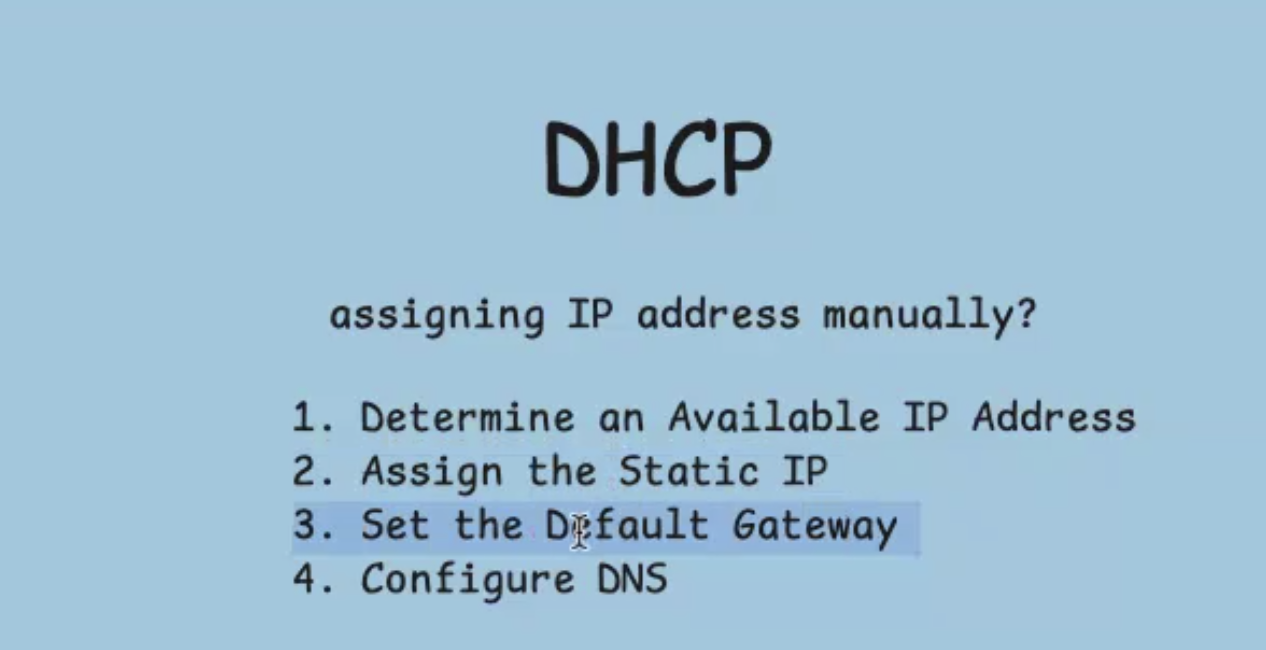 DHCP
assigning IP address manually?
1. Determine an Available IP Address
2. Assign the Static IP
3. Set the Default Gateway
4. Configure DNS